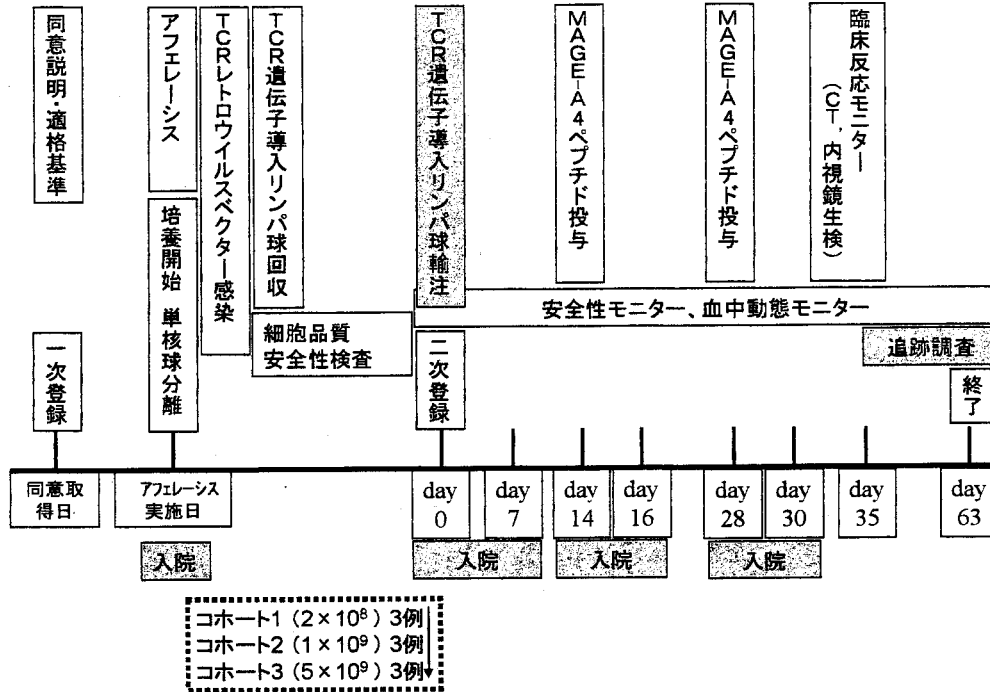 同意説明・適格基準
一次登録
アフェレーシス
培養開始 単核球分離
TCRレトロウイルスベクター感染
TCR遺伝子導入リンパ球回収
細胞品質
安全性検査
TCR遺伝子導入リンパ球輸注
二次登録
MAGE-A4ペプチド投与
MAGE-A4ペプチド投与
臨床反応モニター
(CT, 内視鏡生検)
安全性モニター、血中動態モニター
追跡調査
終了
同意取
得日
アフェレーシス
実施日
day
0
day
7
day
14
day
16
day
28
day
30
day
35
day
63
入院
入院
入院
入院
コホート1 (2×10⁸) 3例
コホート2 (1×10⁹) 3例
コホート3 (5×10⁹) 3例